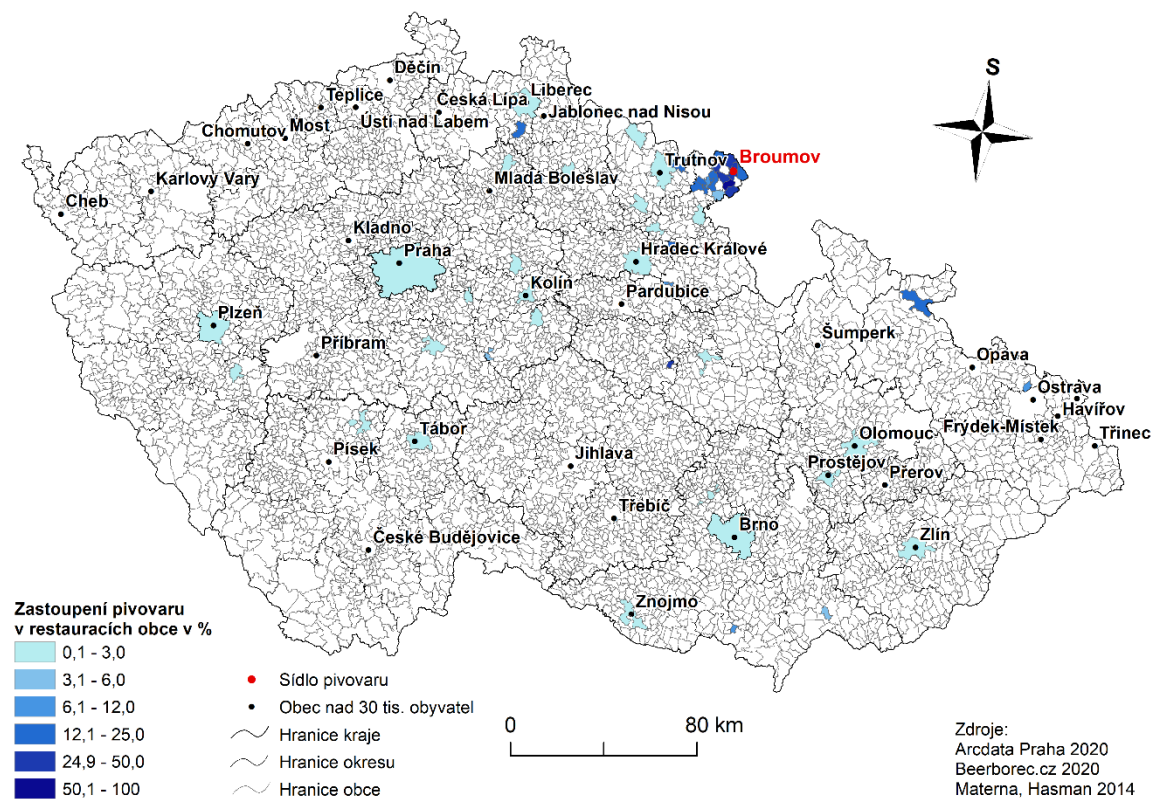 Děčín
Teplice
Liberec
Česká Lípa
Jablonec nad Nisou
Most
Ústí nad Labem
Chomutov
S
Broumov
Trutnov
Karlovy Vary
Mladá Boleslav
Cheb
Kladno
Praha
Hradec Králové
Kolín
Pardubice
Plzeň
Šumperk
Příbram
Opava
Ostrava
Havířov
Frýdek-Místek
Třinec
Olomouc
Tábor
Písek
Jihlava
Prostějov
Přerov
Třebíč
Brno
České Budějovice
Zlín
Znojmo
Zastoupení pivovaru
v restauracích obce v %
0,1 - 3,0
3,1 - 6,0
6,1 - 12,0
12,1 - 25,0
24,9 - 50,0
50,1 - 100
Sídlo pivovaru
Obec nad 30 tis. obyvatel
Hranice kraje
Hranice okresu
Hranice obce
0 80 km
Zdroje:
Arcdata Praha 2020
Beerborec.cz 2020
Materna, Hasman 2014